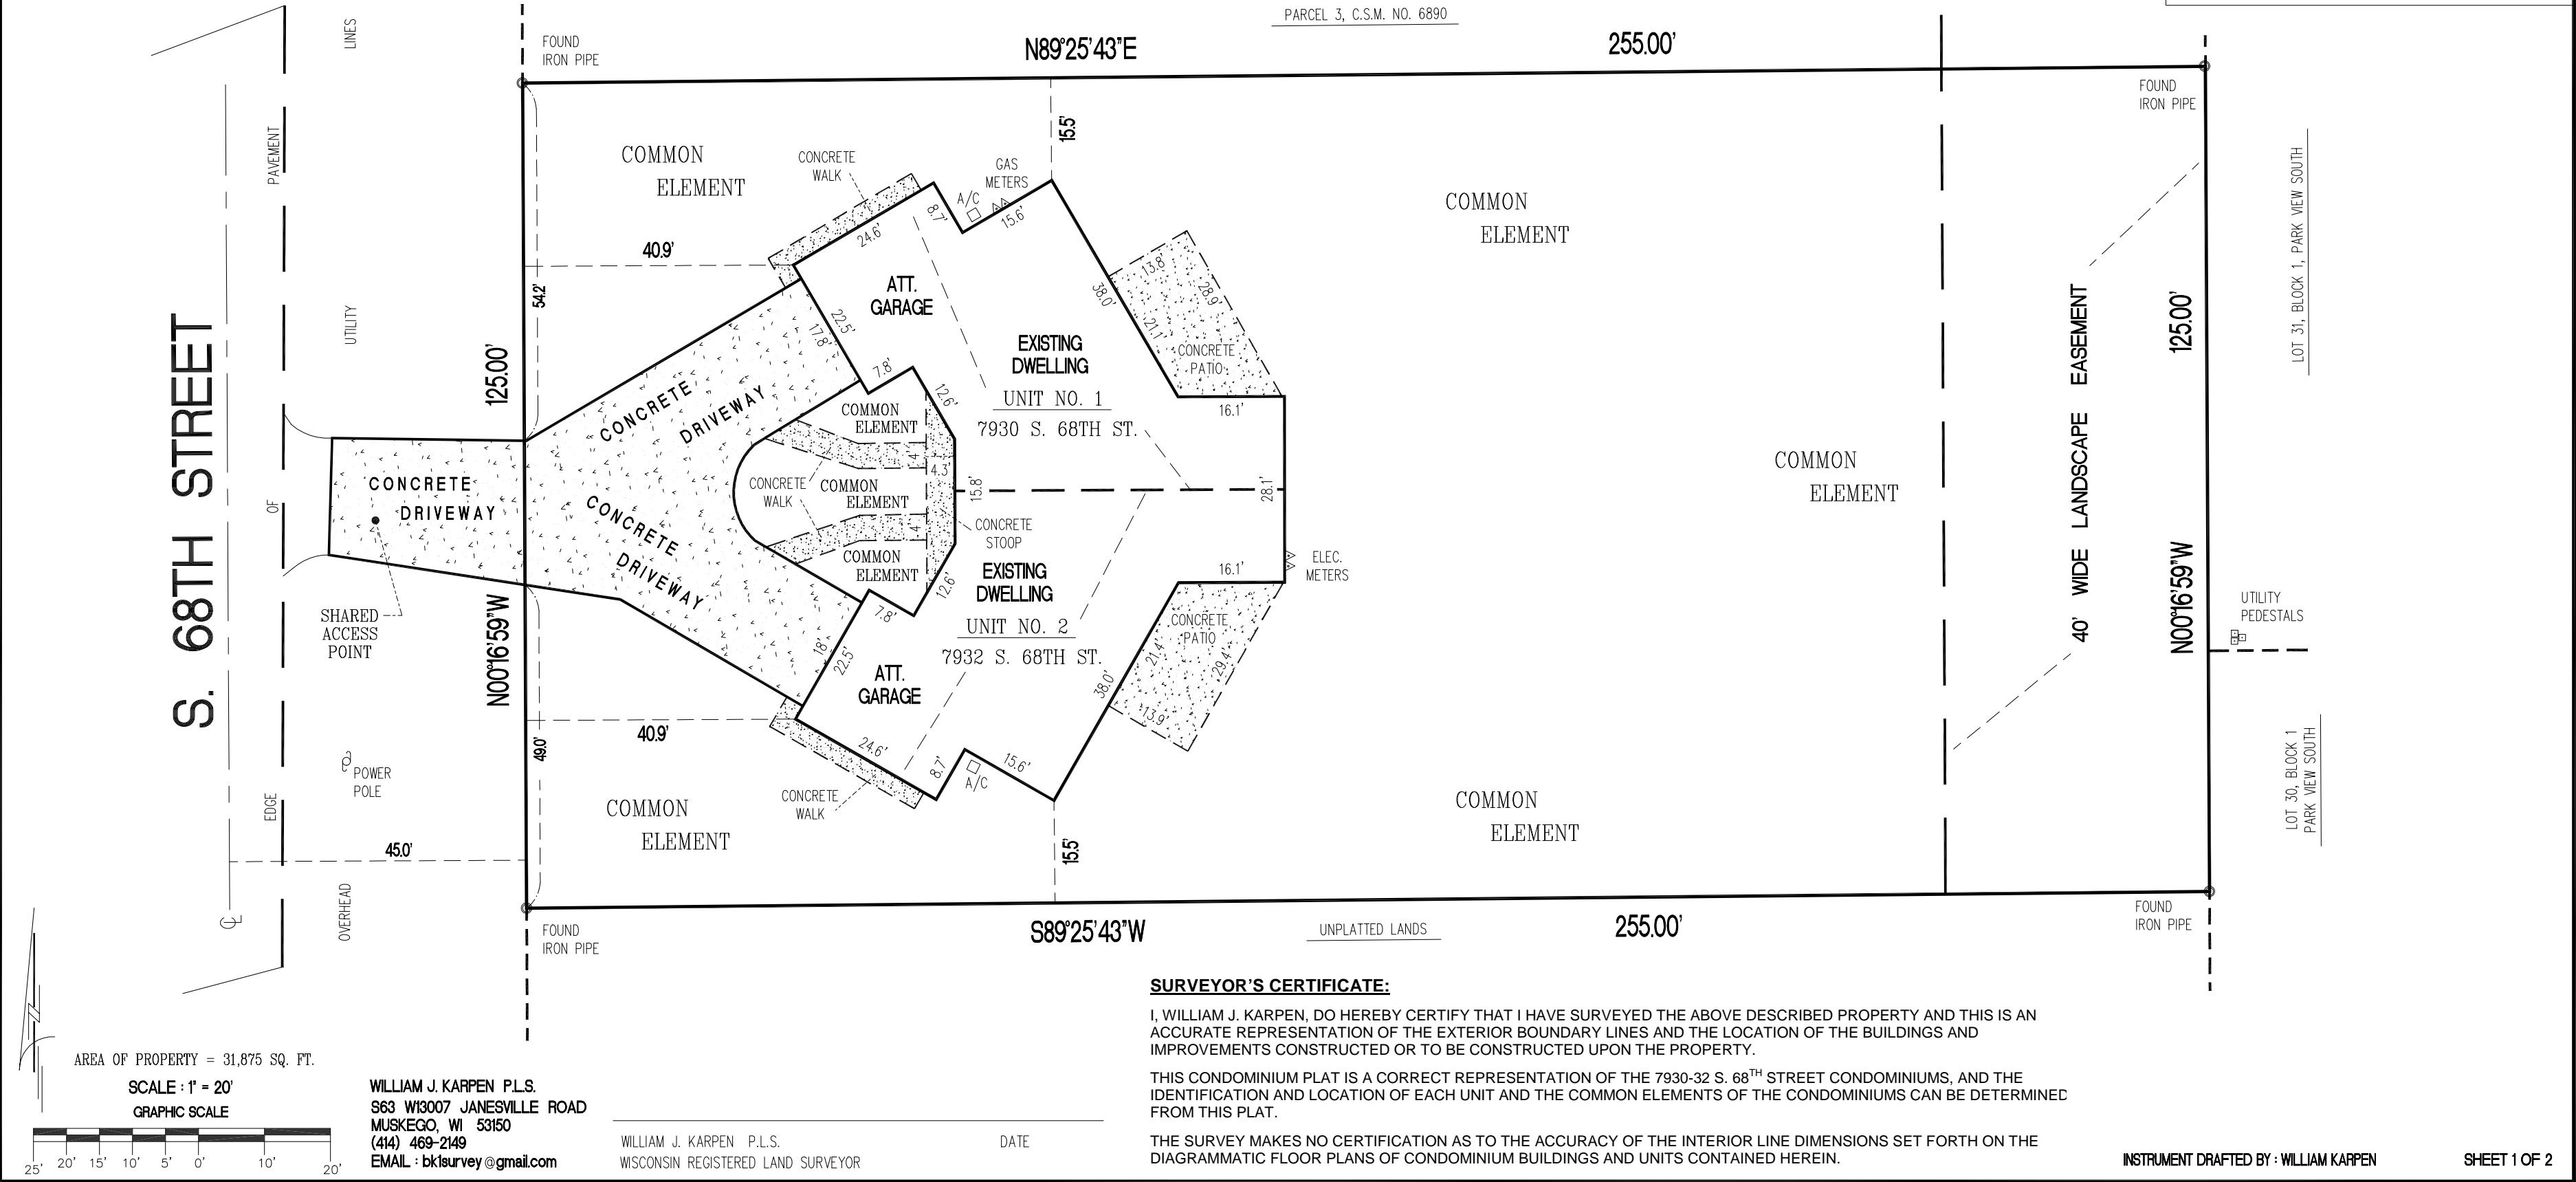 PARCEL 3, C.S.M. NO. 6890
N89°25'43"E
255.00'
FOUND
IRON PIPE
FOUND
IRON PIPE
LINES
PAVEMENT
UTILITY
OF
EDGE
OVERHEAD
S. 68TH STREET
125.00'
N00°16'59"W
54.2'
49.0'
40.9'
40.9'
45.0'
15.5'
15.5'
COMMON
ELEMENT
CONCRETE
WALK
GAS
METERS
A/C
8.7'
15.6'
24.6'
ATT.
GARAGE
22.5'
17.8'
7.8'
12.6'
38.0'
13.8'
28.9'
21.1'
CONCRETE
PATIO
16.1'
EXISTING
DWELLING
UNIT NO. 1
7930 S. 68TH ST.
COMMON
ELEMENT
COMMON
ELEMENT
40' WIDE LANDSCAPE EASEMENT
125.00'
N00°16'59"W
LOT 31, BLOCK 1, PARK VIEW SOUTH
CONCRETE
DRIVEWAY
CONCRETE
DRIVEWAY
CONCRETE
DRIVEWAY
SHARED
ACCESS
POINT
COMMON
ELEMENT
4'
4.3'
CONCRETE
WALK
COMMON
ELEMENT
15.8'
28.1'
4'
CONCRETE
STOOP
COMMON
ELEMENT
12.6'
7.8'
EXISTING
DWELLING
UNIT NO. 2
7932 S. 68TH ST.
ELEC.
METERS
16.1'
CONCRETE
PATIO
21.4'
29.4'
13.9'
38.0'
18'
22.5'
ATT.
GARAGE
24.6'
8.7'
15.6'
A/C
CONCRETE
WALK
POWER
POLE
COMMON
ELEMENT
COMMON
ELEMENT
UTILITY
PEDESTALS
LOT 30, BLOCK 1
PARK VIEW SOUTH
FOUND
IRON PIPE
S89°25'43"W
UNPLATTED LANDS
255.00'
FOUND
IRON PIPE
SURVEYOR'S CERTIFICATE:
I, WILLIAM J. KARPEN, DO HEREBY CERTIFY THAT I HAVE SURVEYED THE ABOVE DESCRIBED PROPERTY AND THIS IS AN
ACCURATE REPRESENTATION OF THE EXTERIOR BOUNDARY LINES AND THE LOCATION OF THE BUILDINGS AND
IMPROVEMENTS CONSTRUCTED OR TO BE CONSTRUCTED UPON THE PROPERTY.
THIS CONDOMINIUM PLAT IS A CORRECT REPRESENTATION OF THE 7930-32 S. 68TH STREET CONDOMINIUMS, AND THE
IDENTIFICATION AND LOCATION OF EACH UNIT AND THE COMMON ELEMENTS OF THE CONDOMINIUMS CAN BE DETERMINED
FROM THIS PLAT.
THE SURVEY MAKES NO CERTIFICATION AS TO THE ACCURACY OF THE INTERIOR LINE DIMENSIONS SET FORTH ON THE
DIAGRAMMATIC FLOOR PLANS OF CONDOMINIUM BUILDINGS AND UNITS CONTAINED HEREIN.
AREA OF PROPERTY = 31,875 SQ. FT.
SCALE : 1' = 20'
GRAPHIC SCALE
25' 20' 15' 10' 5' 0' 10' 20'
WILLIAM J. KARPEN P.L.S.
S63 W13007 JANESVILLE ROAD
MUSKEGO, WI 53150
(414) 469-2149
EMAIL : bk1survey@gmail.com
WILLIAM J. KARPEN P.L.S. DATE
WISCONSIN REGISTERED LAND SURVEYOR
INSTRUMENT DRAFTED BY : WILLIAM KARPEN
SHEET 1 OF 2